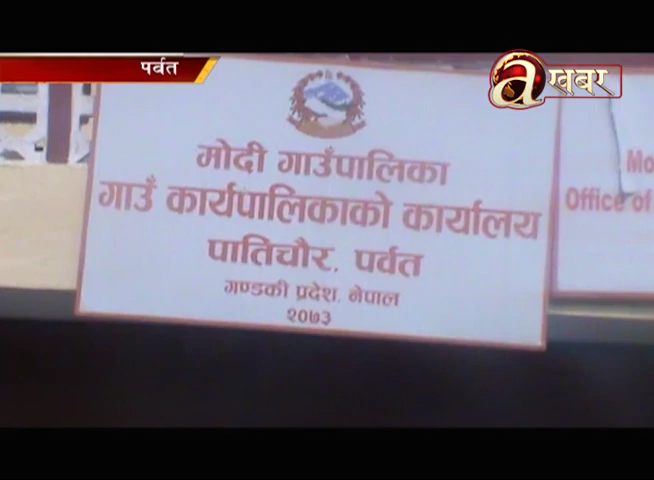 पर्वत
a खबर
मोदी गाउँपालिका
गाउँ कार्यपालिकाको कार्यालय
पातिचौर, पर्वत
गण्डकी प्रदेश, नेपाल
२०७३
Mo
Office of